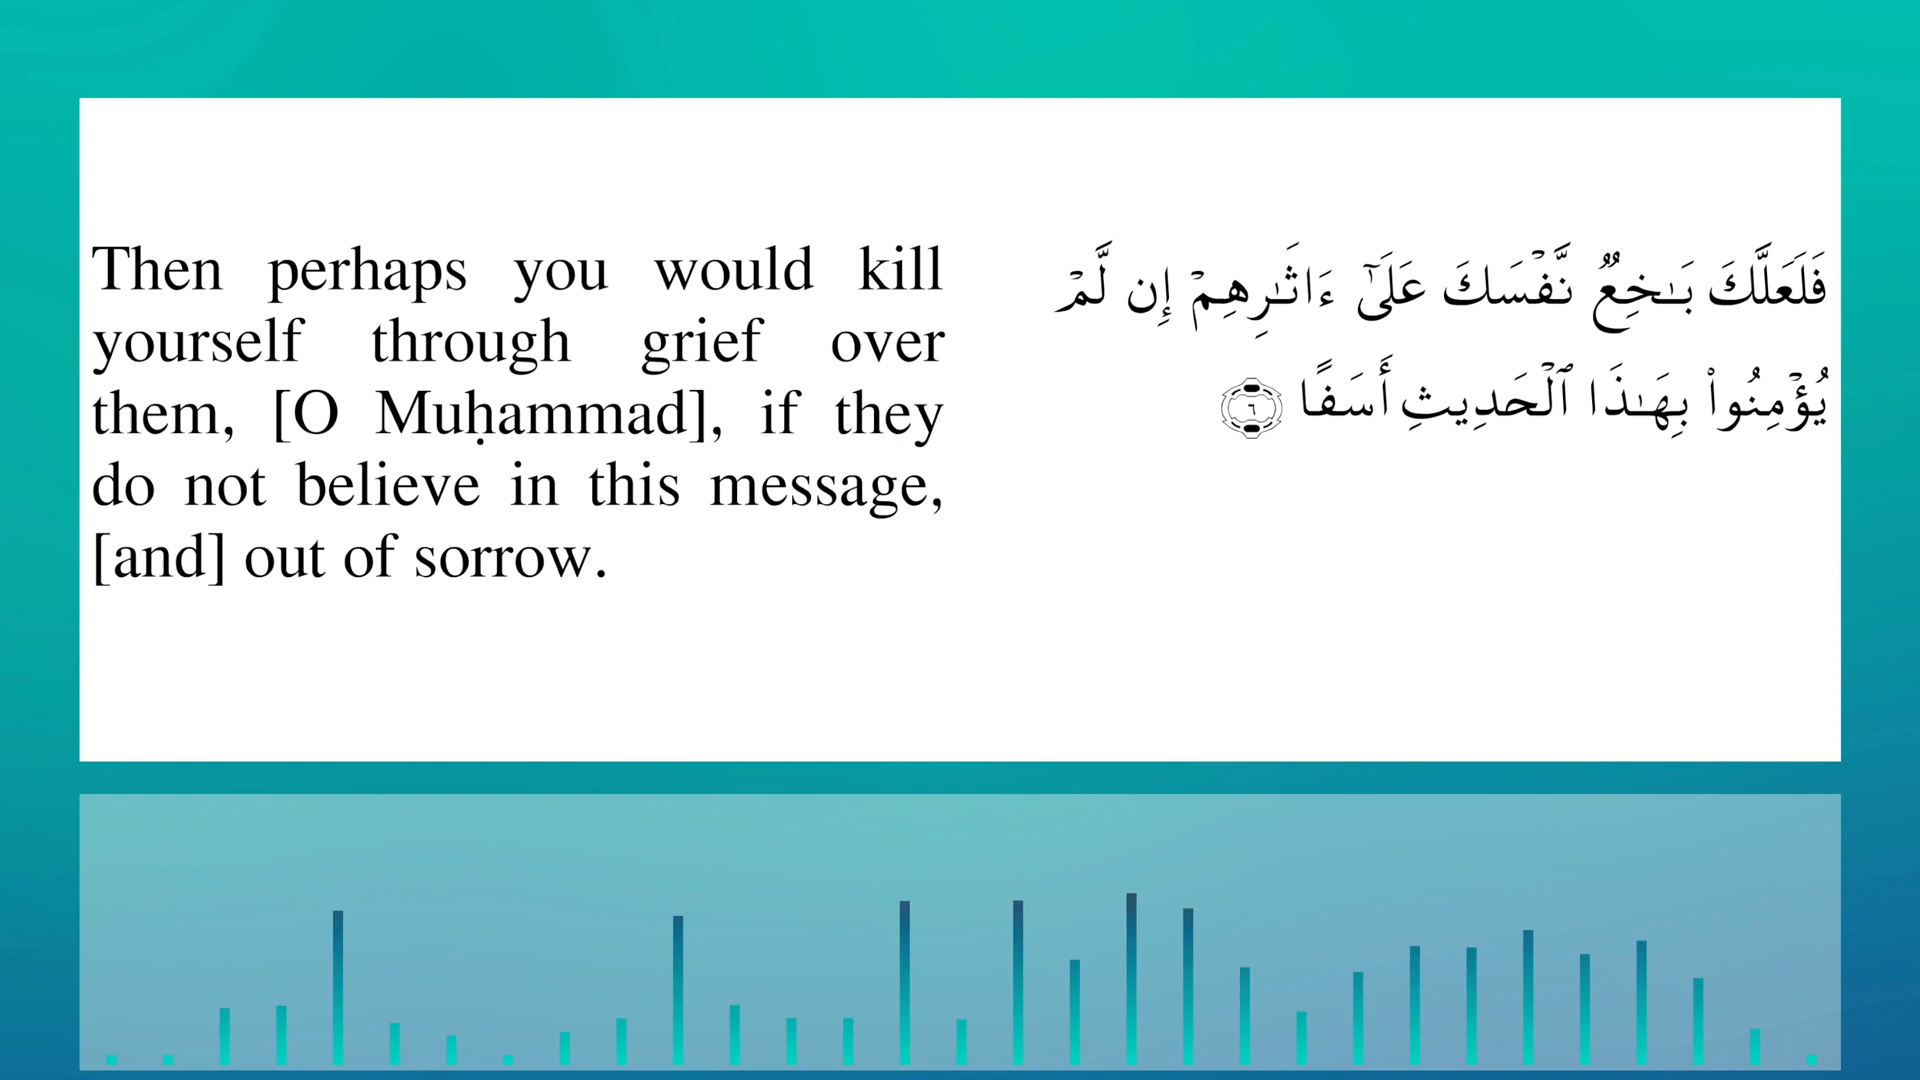 Then perhaps you would kill
yourself through grief over
them, [O Muḥammad], if they
do not believe in this message,
[and] out of sorrow.
فَلَعَلَّكَ بَـٰخِعٌۭ نَّفْسَكَ عَلَىٰٓ ءَاثَـٰرِهِمْ إِن لَّمْ
يُؤْمِنُوا۟ بِهَـٰذَا ٱلْحَدِيثِ أَسَفًا ٦